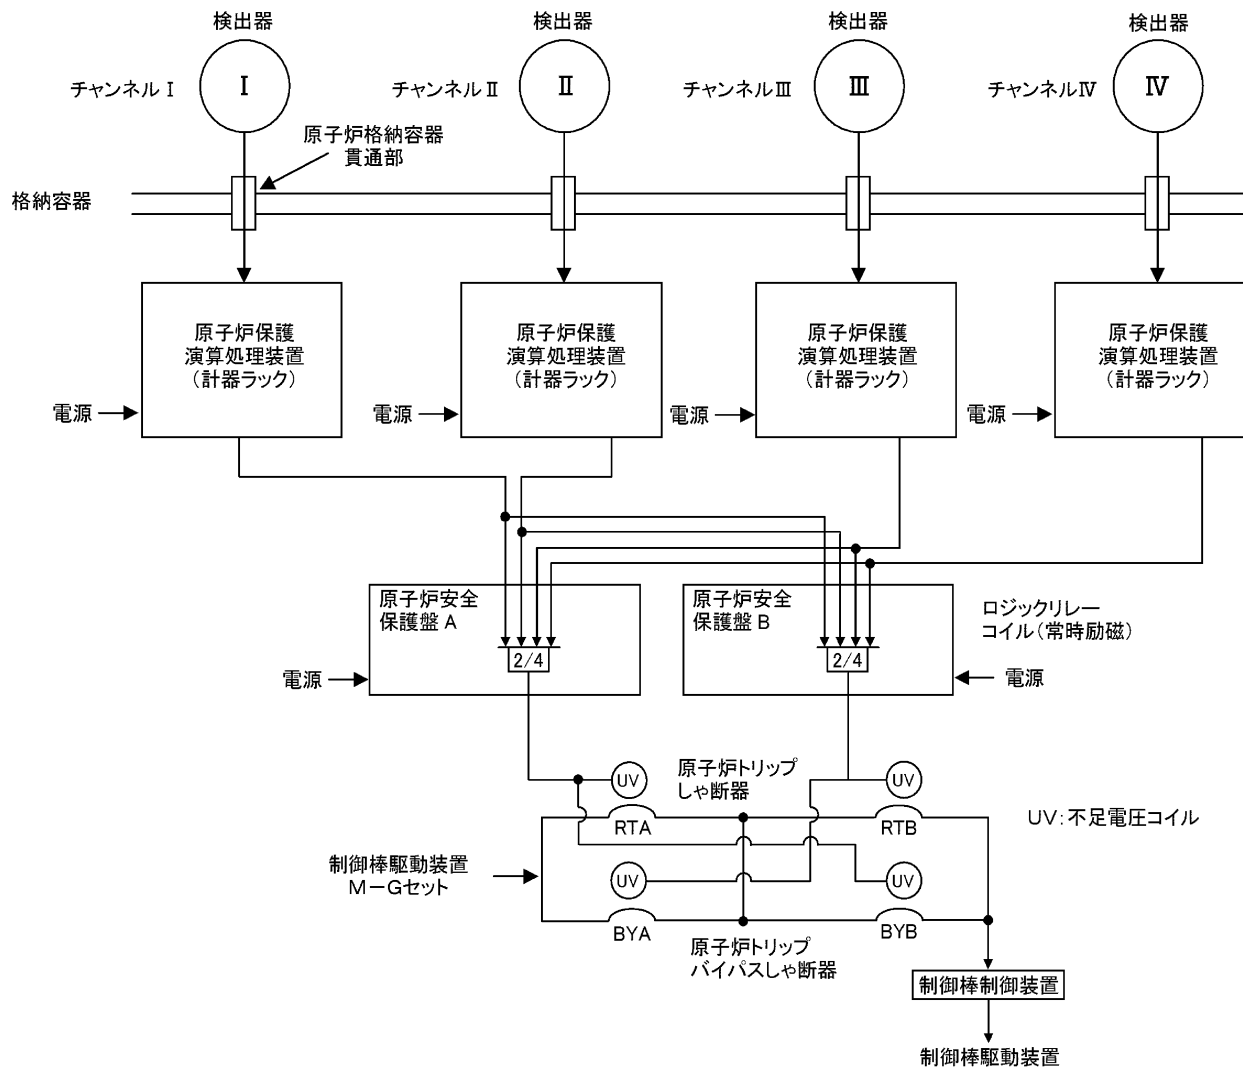 検出器
検出器
検出器
検出器
チャンネルⅠ
Ⅰ
チャンネルⅡ
Ⅱ
チャンネルⅢ
Ⅲ
チャンネルⅣ
Ⅳ
原子炉格納容器
貫通部
格納容器
原子炉保護
演算処理装置
(計器ラック)
原子炉保護
演算処理装置
(計器ラック)
原子炉保護
演算処理装置
(計器ラック)
原子炉保護
演算処理装置
(計器ラック)
電源
電源
電源
電源
原子炉安全
保護盤 A
2/4
原子炉安全
保護盤 B
2/4
ロジックリレー
コイル(常時励磁)
電源
電源
UV
原子炉トリップ
しゃ断器
UV
RTA
RTB
UV:不足電圧コイル
制御棒駆動装置
M-Gセット
UV
UV
BYA
BYB
原子炉トリップ
バイパスしゃ断器
制御棒制御装置
制御棒駆動装置